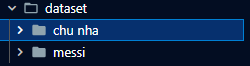 dataset
chu nha
messi